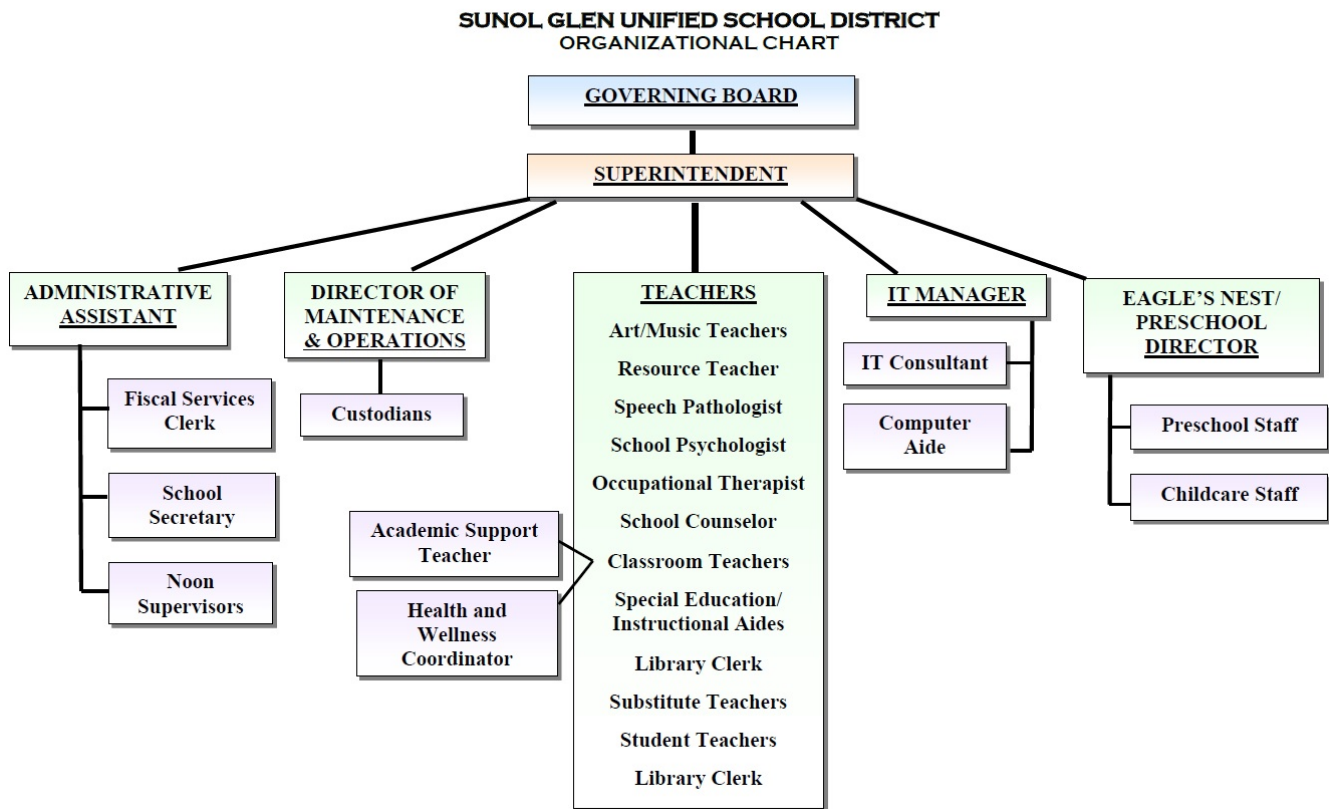 SUNOL GLEN UNIFIED SCHOOL DISTRICT
ORGANIZATIONAL CHART
GOVERNING BOARD
SUPERINTENDENT
ADMINISTRATIVE
ASSISTANT
Fiscal Services
Clerk
School
Secretary
Noon
Supervisors
DIRECTOR OF
MAINTENANCE
& OPERATIONS
Custodians
TEACHERS
Art/Music Teachers
Resource Teacher
Speech Pathologist
School Psychologist
Occupational Therapist
School Counselor
Classroom Teachers
Special Education/
Instructional Aides
Library Clerk
Substitute Teachers
Student Teachers
Library Clerk
Academic Support
Teacher
Health and
Wellness
Coordinator
IT MANAGER
IT Consultant
Computer
Aide
EAGLE’S NEST/
PRESCHOOL
DIRECTOR
Preschool Staff
Childcare Staff